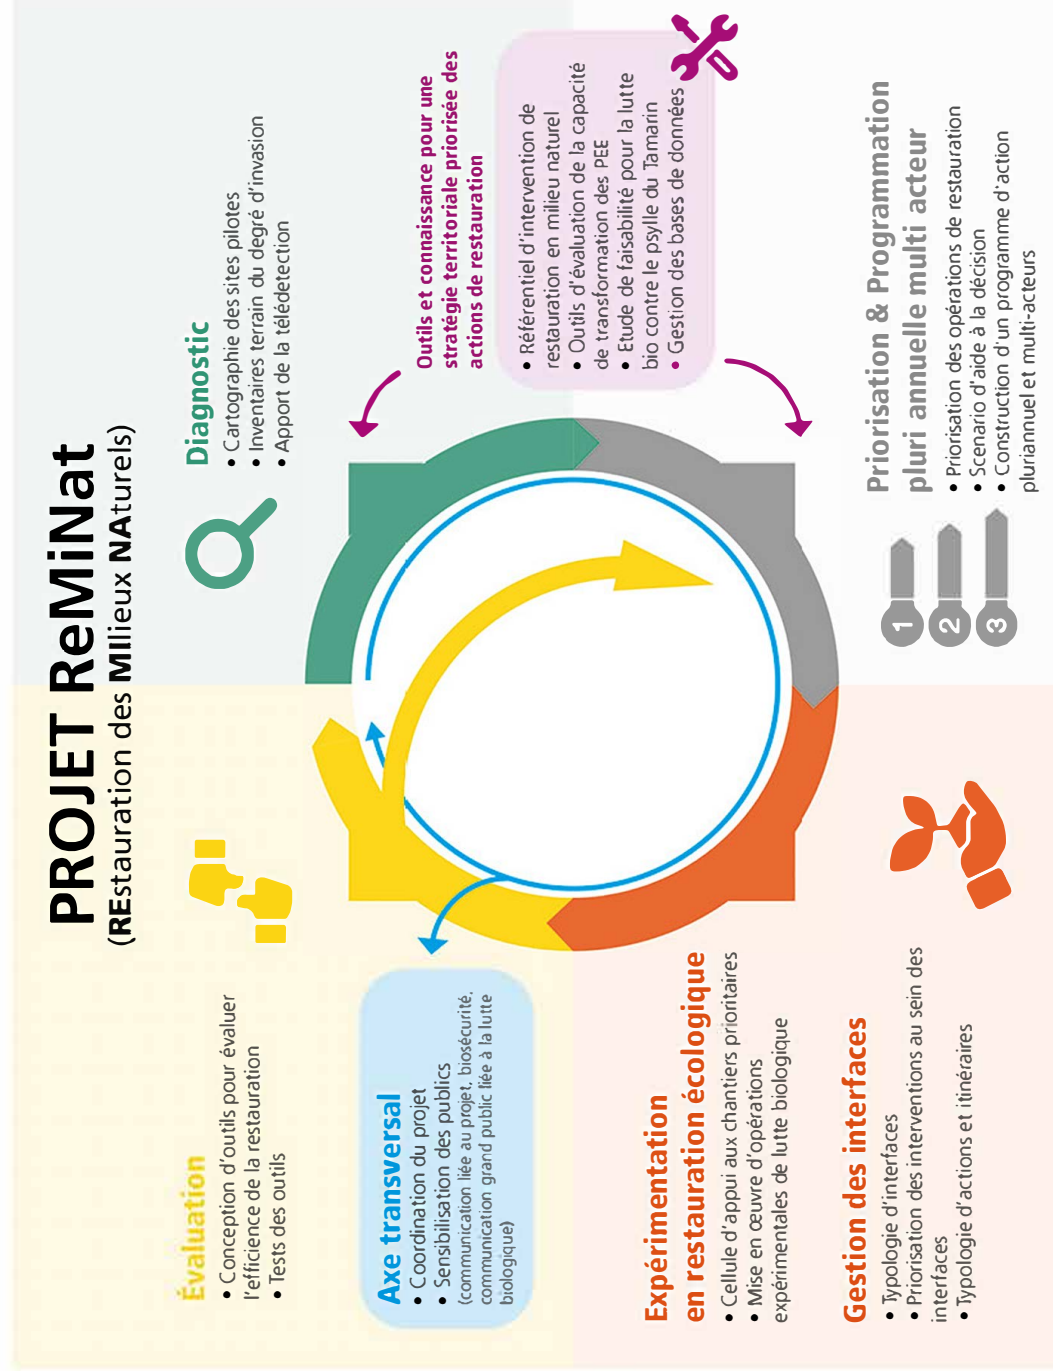 PROJET ReMiNat
(REstauration des MIlieux NAturels)
Évaluation
• Conception d'outils pour évaluer
l'efficience de la restauration
• Tests des outils
Diagnostic
• Cartographie des sites pilotes
• Inventaires terrain du degré d'invasion
• Apport de la télédetection
Axe transversal
• Coordination du projet
• Sensibilisation des publics
(communication liée au projet, biosécurité,
communication grand public liée à la lutte
biologique)
Outils et connaissance pour une
stratégie territoriale priorisée des
actions de restauration
• Référentiel d'intervention de
restauration en milieu naturel
• Outils d'évaluation de la capacité
de transformation des PEE
• Etude de faisabilité pour la lutte
bio contre le psylle du Tamarin
• Gestion des bases de données
Expérimentation
en restauration écologique
• Cellule d'appui aux chantiers prioritaires
• Mise en œuvre d'opérations
expérimentales de lutte biologique
Gestion des interfaces
• Typologie d'interfaces
• Priorisation des interventions au sein des
interfaces
• Typologie d'actions et itinéraires
1
2
3
Priorisation & Programmation
pluri annuelle multi acteur
• Priorisation des opérations de restauration
• Scenario d'aide à la décision
• Construction d'un programme d'action
pluriannuel et multi-acteurs